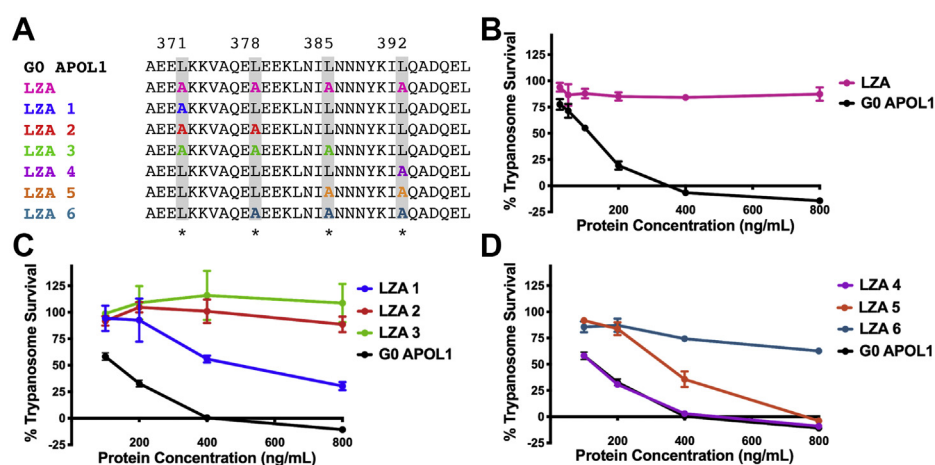 A
371 378 386 392
G0 APOL1 AEELKKVAQELEEKLNILNNNYKILQADQEL
LZA AEEAKKVAQEAEEKLNIANNNYKIAQADQEL
LZA 1 AEEAKKVAQELEEKLNILNNNYKILQADQEL
LZA 2 AEEAKKVAQEAEEKLNILNNNYKILQADQEL
LZA 3 AEEAKKVAQEAEEKLNIANNNYKILQADQEL
LZA 4 AEELKKVAQELEEKLNILNNNYKIAQADQEL
LZA 5 AEELKKVAQELEEKLNIANNNYKIAQADQEL
LZA 6 AEELKKVAQEAEEKLNIANNNYKIAQADQEL
* * * *
B
% Trypanosome Survival
125
100
75
50
25
0
-25
200 400 600 800
Protein Concentration (ng/mL)
LZA
G0 APOL1
C
% Trypanosome Survival
125
100
75
50
25
0
-25
200 400 600 800
Protein Concentration (ng/mL)
LZA 1
LZA 2
LZA 3
G0 APOL1
D
% Trypanosome Survival
125
100
75
50
25
0
-25
200 400 600 800
Protein Concentration (ng/mL)
LZA 4
LZA 5
LZA 6
G0 APOL1